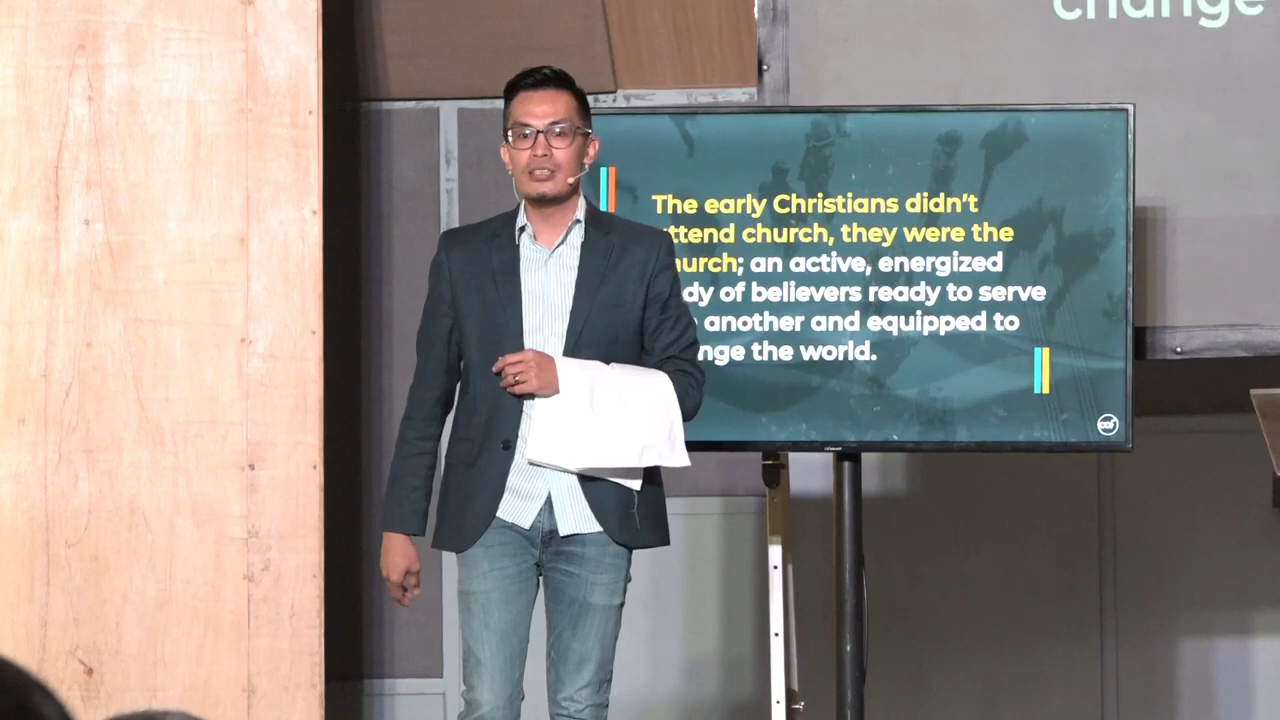 change
The early Christians didn't
ttend church, they were the
hurch; an active, energized
dy of believers ready to serve
another and equipped to
nge the world.